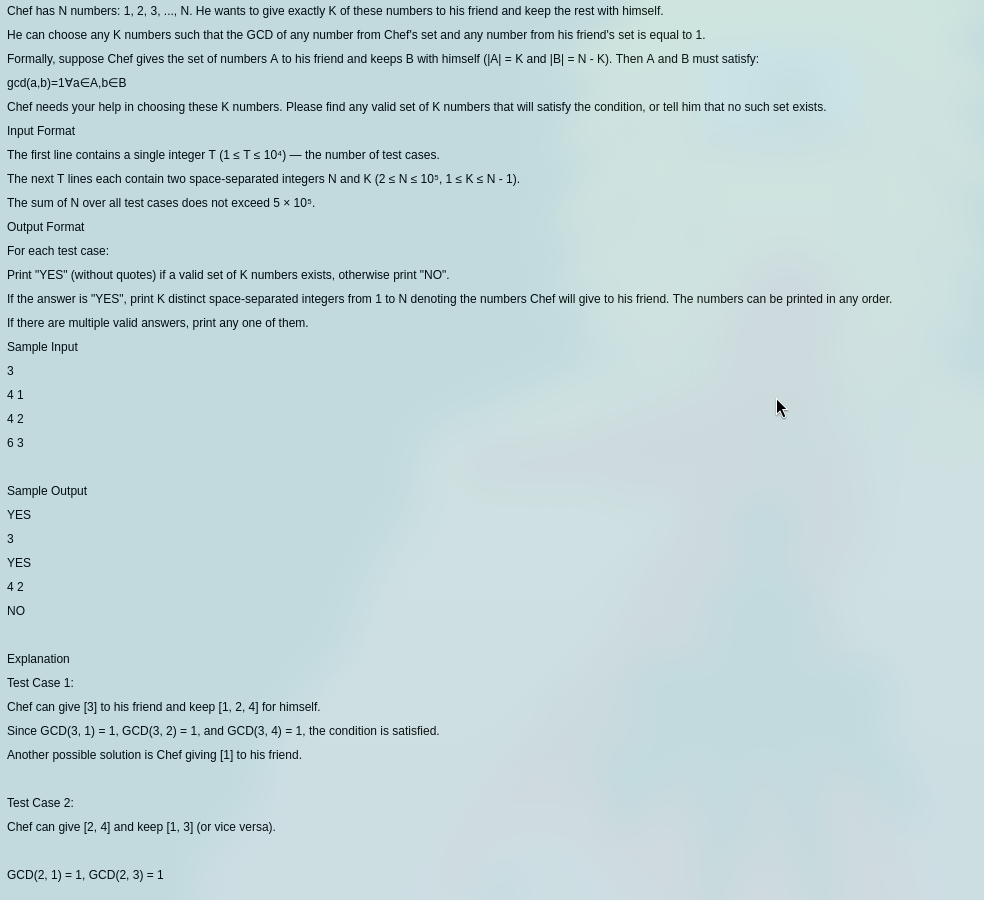 Chef has N numbers: 1, 2, 3, ..., N. He wants to give exactly K of these numbers to his friend and keep the rest with himself.
He can choose any K numbers such that the GCD of any number from Chef's set and any number from his friend's set is equal to 1.
Formally, suppose Chef gives the set of numbers A to his friend and keeps B with himself (|A| = K and |B| = N - K). Then A and B must satisfy:
gcd(a,b)=1∀a∈A,b∈B
Chef needs your help in choosing these K numbers. Please find any valid set of K numbers that will satisfy the condition, or tell him that no such set exists.
Input Format
The first line contains a single integer T (1 ≤ T ≤ 10⁴) — the number of test cases.
The next T lines each contain two space-separated integers N and K (2 ≤ N ≤ 10⁵, 1 ≤ K ≤ N - 1).
The sum of N over all test cases does not exceed 5 × 10⁵.
Output Format
For each test case:
Print "YES" (without quotes) if a valid set of K numbers exists, otherwise print "NO".
If the answer is "YES", print K distinct space-separated integers from 1 to N denoting the numbers Chef will give to his friend. The numbers can be printed in any order.
If there are multiple valid answers, print any one of them.
Sample Input
3
4 1
4 2
6 3
Sample Output
YES
3
YES
4 2
NO
Explanation
Test Case 1:
Chef can give [3] to his friend and keep [1, 2, 4] for himself.
Since GCD(3, 1) = 1, GCD(3, 2) = 1, and GCD(3, 4) = 1, the condition is satisfied.
Another possible solution is Chef giving [1] to his friend.
Test Case 2:
Chef can give [2, 4] and keep [1, 3] (or vice versa).
GCD(2, 1) = 1, GCD(2, 3) = 1